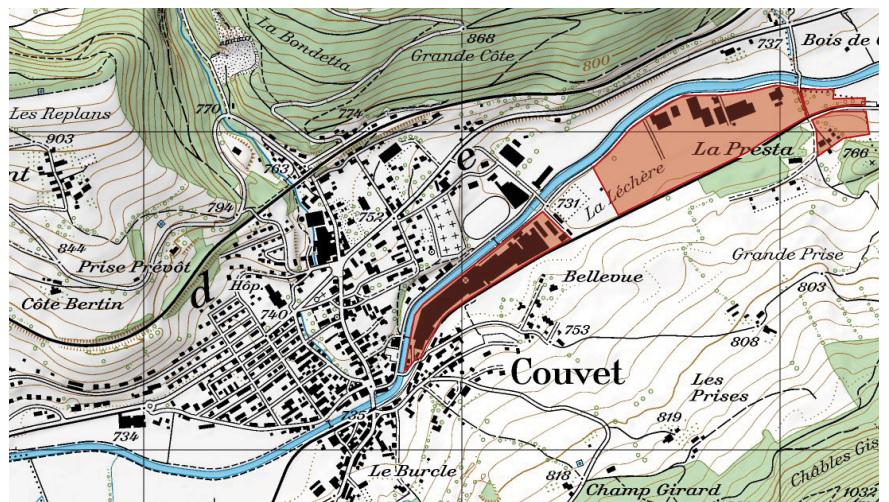 La Bondetta
868
Grande Côte
800
737
Bois de C
Les Replans
903
770
774
nt
763
e
La Presta
766
794
752
731
La Léchère
844
Prise Prévôt
Grande Prise
Hôp.
Bellevue
803
Côte Bertin
d
740
753
808
Couvet
Les
Prises
734
735
819
Le Burcle
818
Champ Girard
Châbles Gis
1032